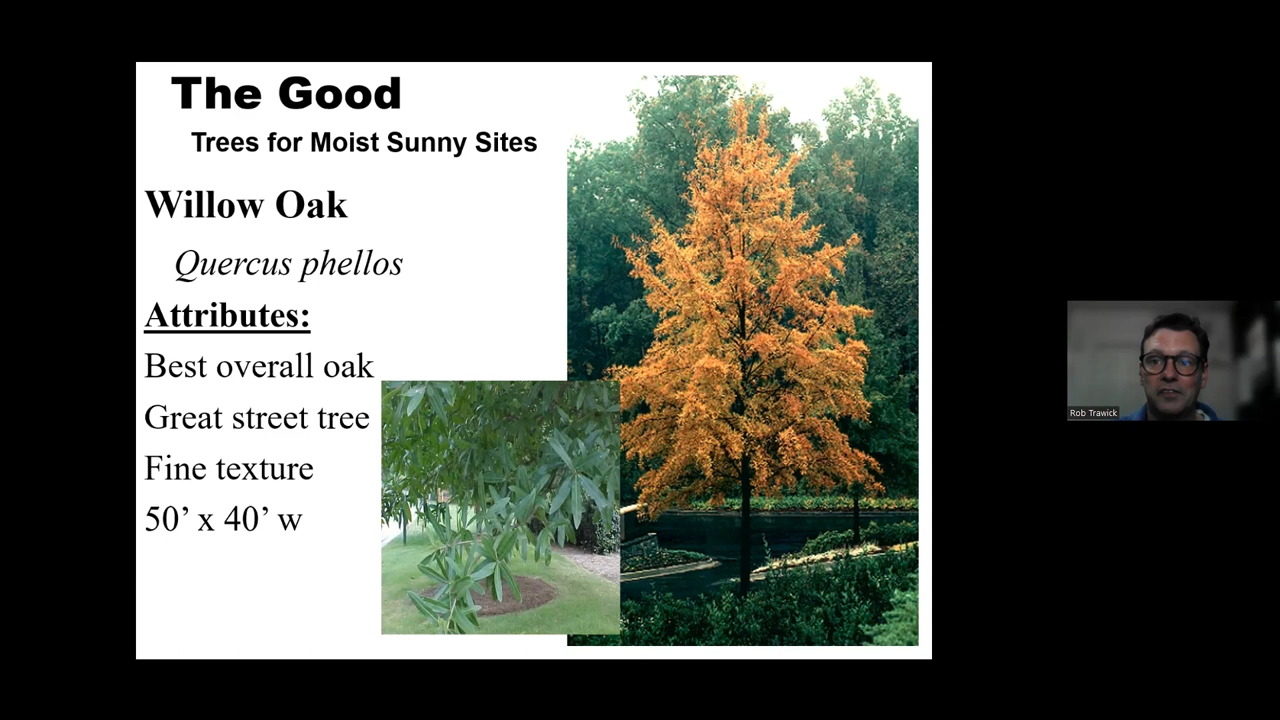 The Good
Trees for Moist Sunny Sites
Willow Oak
Quercus phellos
Attributes:
Best overall oak
Great street tree
Fine texture
50’ x 40’ w
Rob Trawick